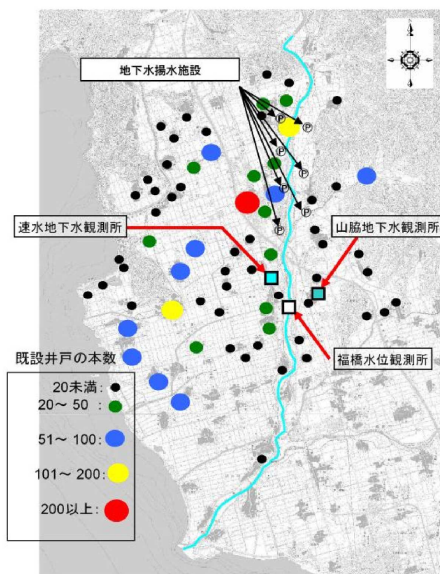 地下水揚水施設
P
P
P
P
P
P
P
速水地下水観測所
山脇地下水観測所
福橋水位観測所
既設井戸の本数
20未満:
20～ 50 :
51～ 100:
101～ 200:
200以上: